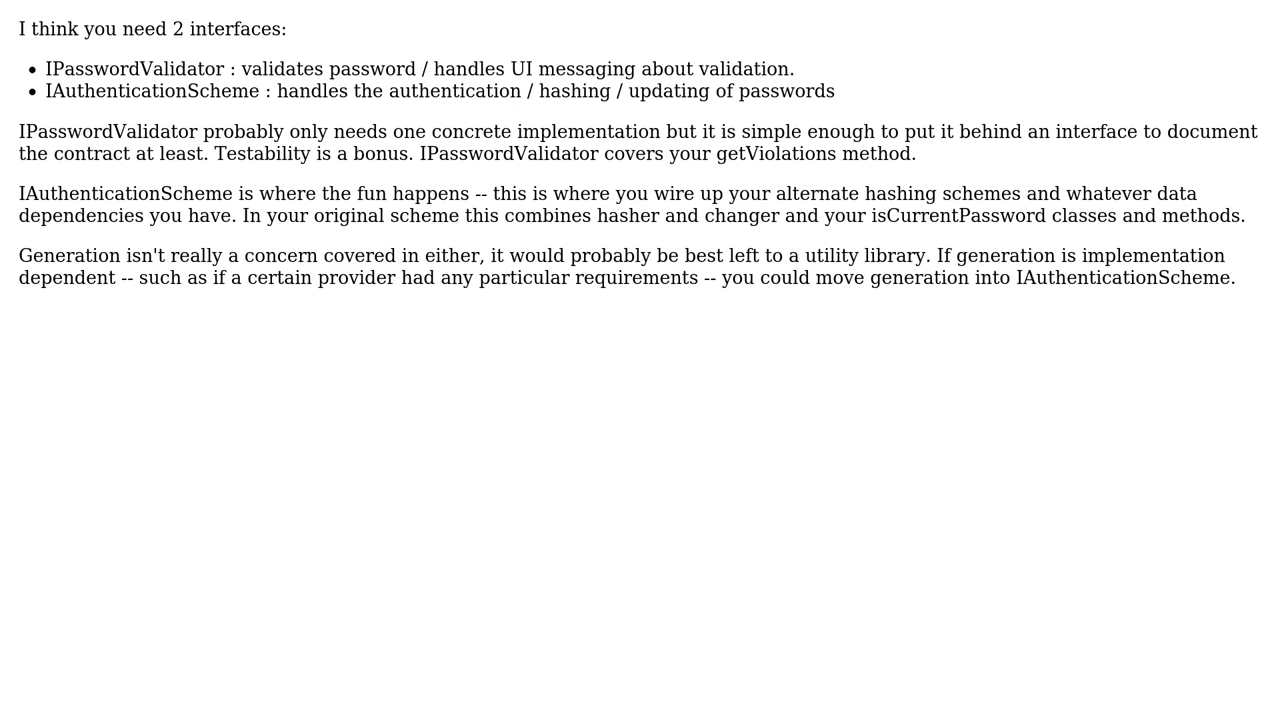 I think you need 2 interfaces:
• IPasswordValidator : validates password / handles UI messaging about validation.
• IAuthenticationScheme : handles the authentication / hashing / updating of passwords
IPasswordValidator probably only needs one concrete implementation but it is simple enough to put it behind an interface to document
the contract at least. Testability is a bonus. IPasswordValidator covers your getViolations method.
IAuthenticationScheme is where the fun happens -- this is where you wire up your alternate hashing schemes and whatever data
dependencies you have. In your original scheme this combines hasher and changer and your isCurrentPassword classes and methods.
Generation isn't really a concern covered in either, it would probably be best left to a utility library. If generation is implementation
dependent -- such as if a certain provider had any particular requirements -- you could move generation into IAuthenticationScheme.